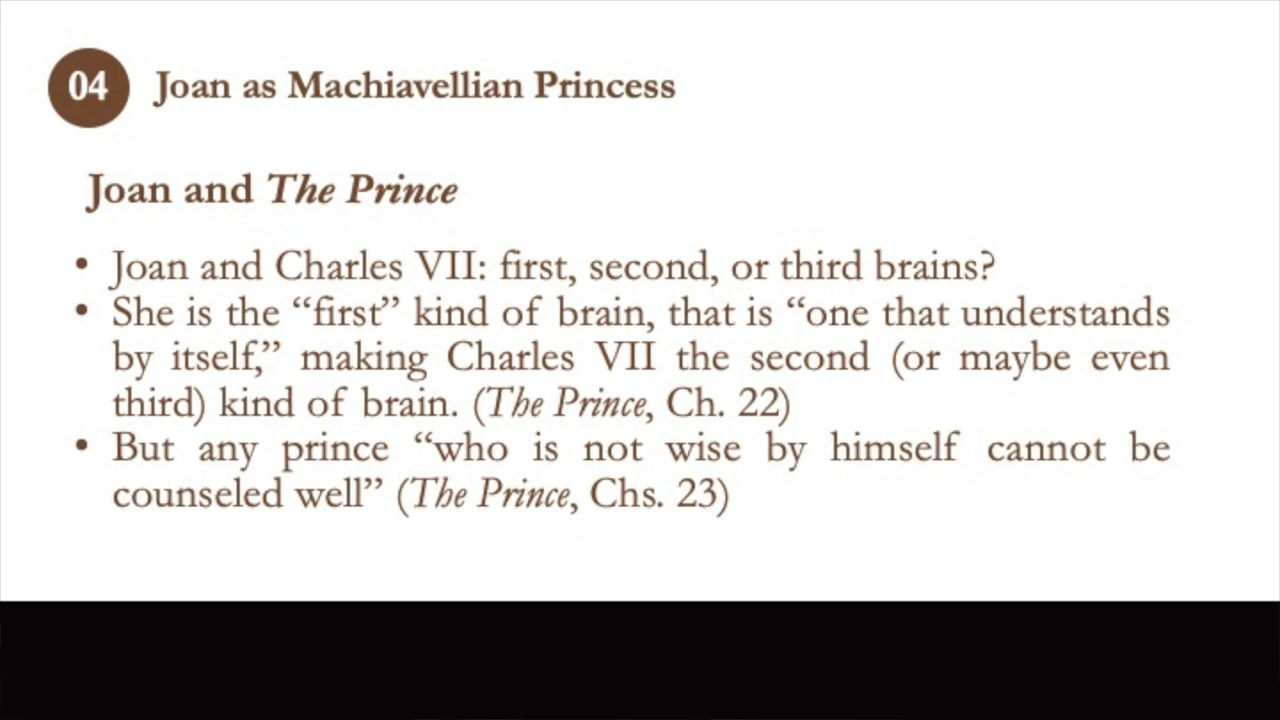 04 Joan as Machiavellian Princess
Joan and The Prince
• Joan and Charles VII: first, second, or third brains?
• She is the “first” kind of brain, that is “one that understands
by itself,” making Charles VII the second (or maybe even
third) kind of brain. (The Prince, Ch. 22)
• But any prince “who is not wise by himself cannot be
counseled well” (The Prince, Chs. 23)